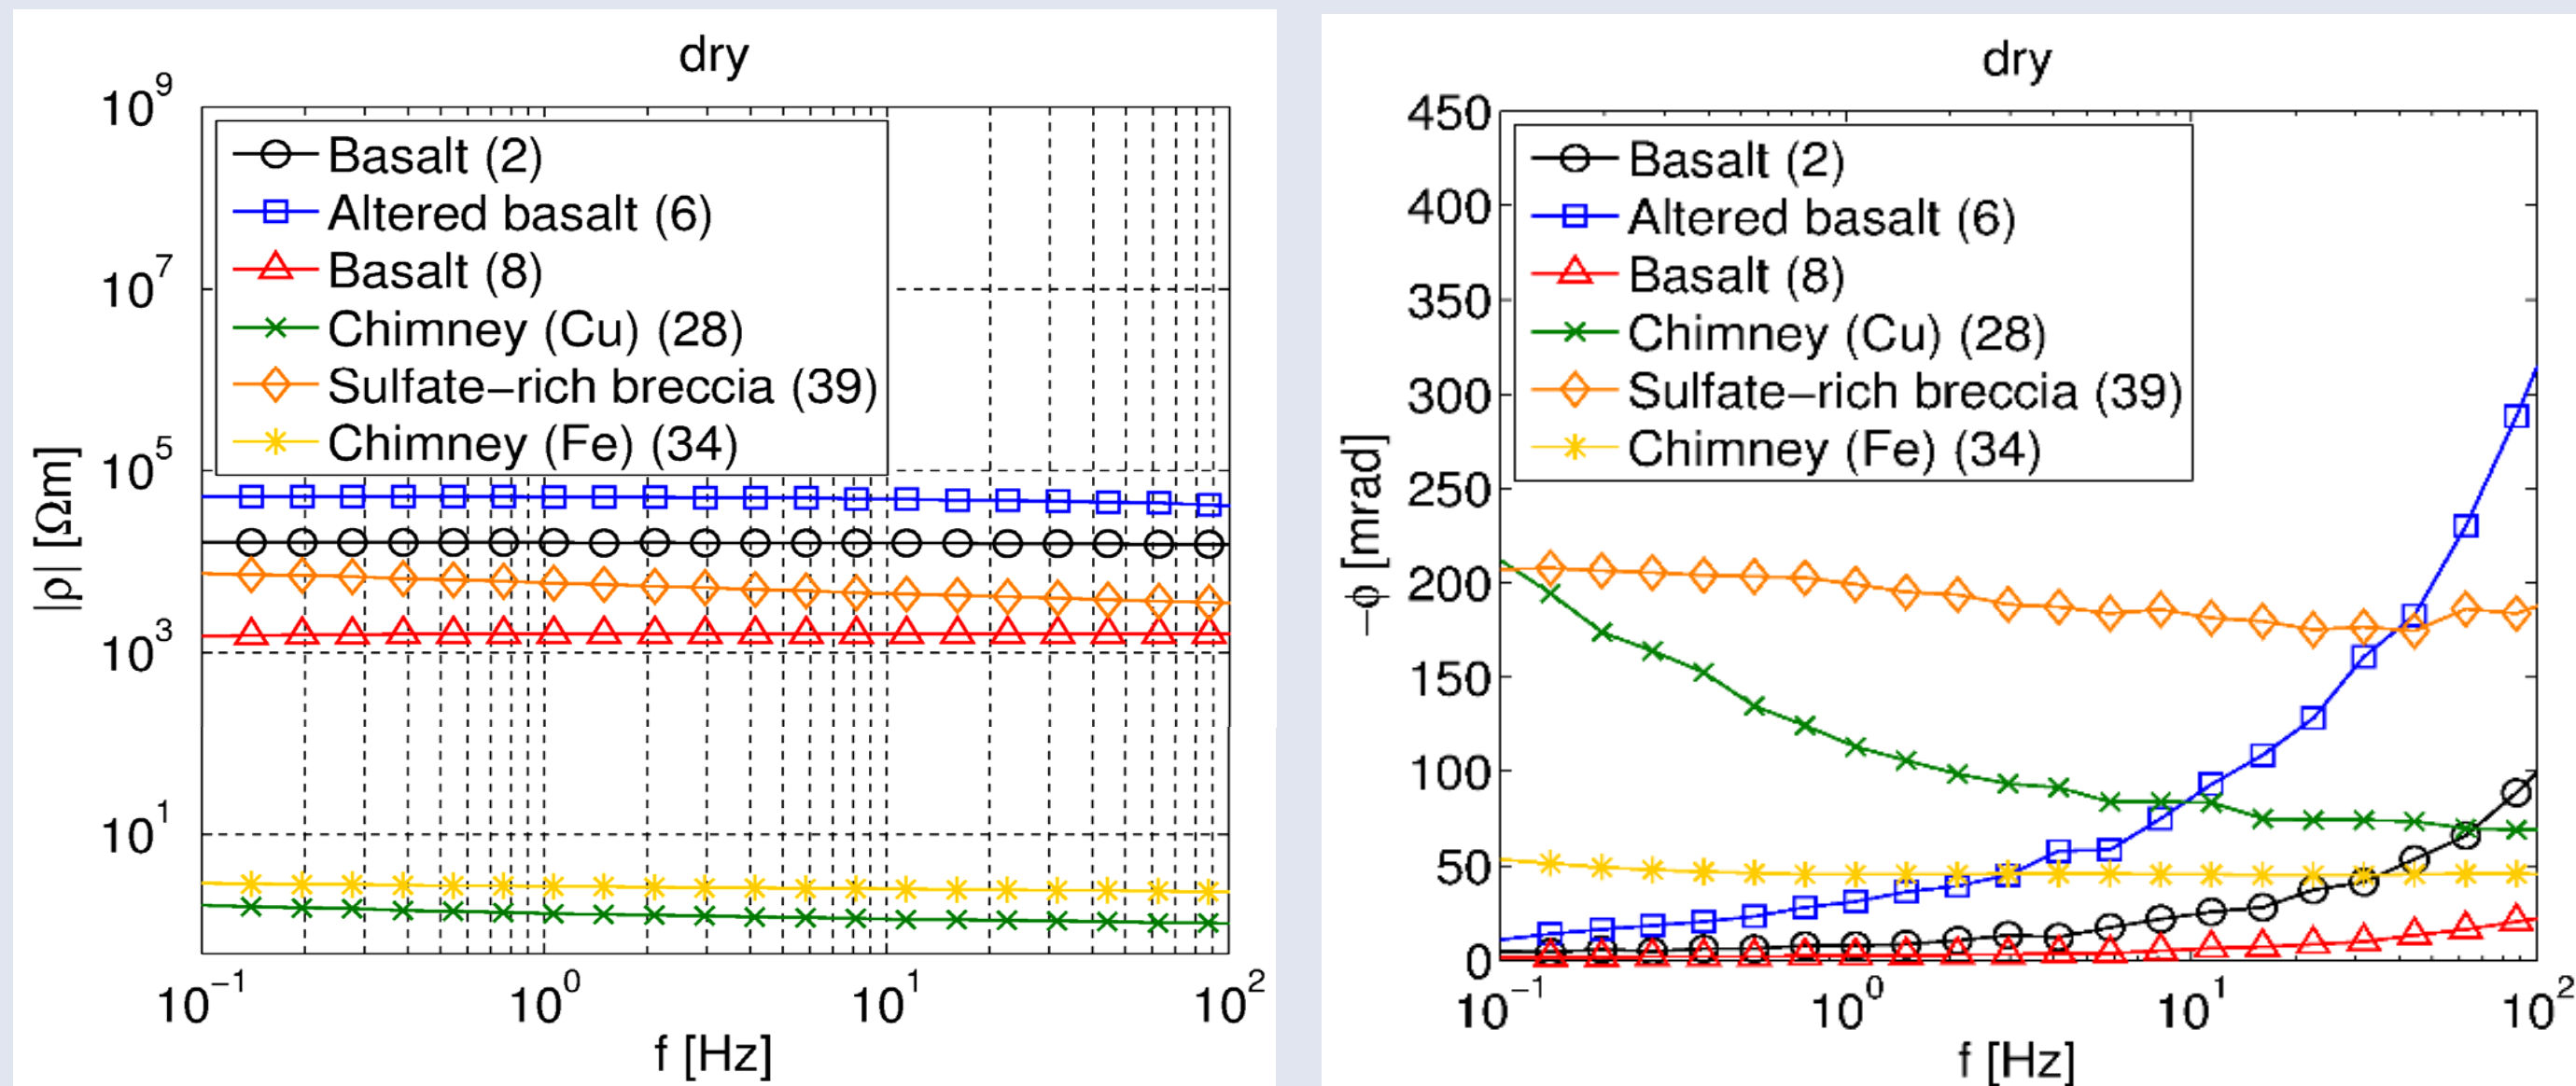 dry
10^9
10^7
10^5
10^3
10^1
|ρ| [Ωm]
Basalt (2)
Altered basalt (6)
Basalt (8)
Chimney (Cu) (28)
Sulfate−rich breccia (39)
Chimney (Fe) (34)
10^−1 10^0 10^1 10^2
f [Hz]
dry
450
400
350
300
250
200
150
100
50
0
−ϕ [mrad]
Basalt (2)
Altered basalt (6)
Basalt (8)
Chimney (Cu) (28)
Sulfate−rich breccia (39)
Chimney (Fe) (34)
10^−1 10^0 10^1 10^2
f [Hz]